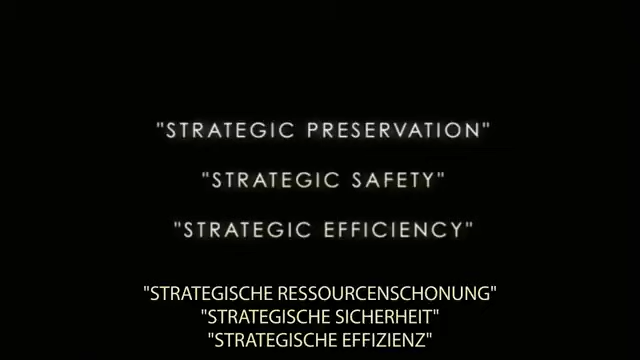 "STRATEGIC PRESERVATION"
"STRATEGIC SAFETY"
"STRATEGIC EFFICIENCY"
"STRATEGISCHE RESSOURCENSCHONUNG"
"STRATEGISCHE SICHERHEIT"
"STRATEGISCHE EFFIZIENZ"